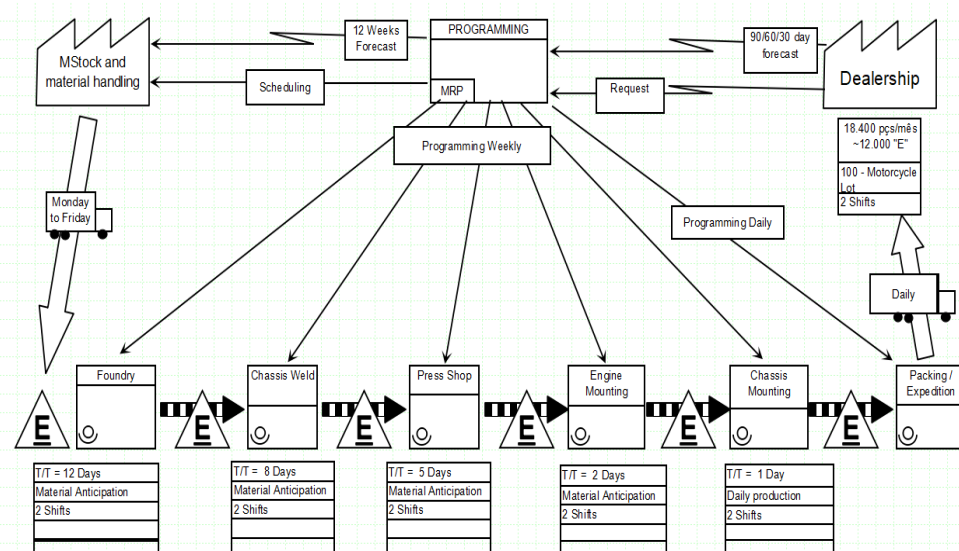 PROGRAMMING
12 Weeks
Forecast
90/60/30 day
forecast
MStock and
material handling
Dealership
Scheduling
MRP
Request
Programming Weekly
18.400 pçs/mês
~12.000 "E"
100 - Motorcycle
Lot
2 Shifts
Monday
to Friday
Programming Daily
Daily
Foundry
Chassis Weld
Press Shop
Engine
Mounting
Chassis
Mounting
Packing /
Expedition
E
E
E
E
E
E
T/T = 12 Days
Material Anticipation
2 Shifts
T/T = 8 Days
Material Anticipation
2 Shifts
T/T = 5 Days
Material Anticipation
2 Shifts
T/T = 2 Days
Material Anticipation
2 Shifts
T/T = 1 Day
Daily production
2 Shifts